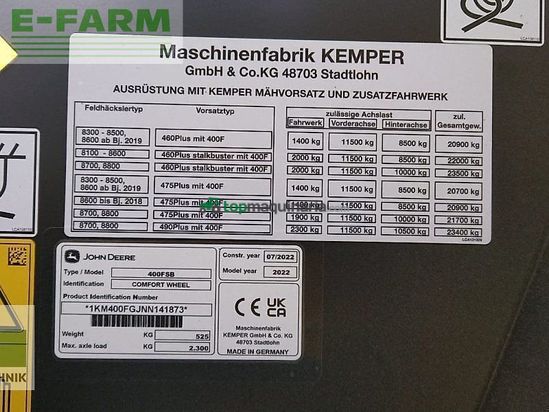 E-FARM
Maschinenfabrik KEMPER
GmbH & Co.KG 48703 Stadtlohn
AUSRÜSTUNG MIT KEMPER MÄHVORSATZ UND ZUSATZFAHRWERK
zulässige Achslast
zul.
Feldhäckslertyp Vorsatztyp Fahrwerk Vorderachse Hinterachse Gesamtgew.
8300 - 8500,
8600 ab Bj. 2019 460Plus mit 400F 1400 kg 11500 kg 8500 kg 20900 kg
8100 - 8600 460Plus stalkbuster mit 400F 2000 kg 11500 kg 8500 kg 22000 kg
8700, 8800 460Plus stalkbuster mit 400F 2000 kg 11500 kg 10000 kg 23500 kg
8300 - 8500,
8600 ab Bj. 2019 475Plus mit 400F 1400 kg 11500 kg 8500 kg 20700 kg
8600 bis Bj. 2018 475Plus mit 400F 11500 kg 8500 kg 20900 kg
8700, 8800 475Plus mit 400F 1900 kg 11500 kg 10000 kg 21700 kg
8700, 8800 490Plus mit 400F 2300 kg 11500 kg 10500 kg 23400 kg
topmaquinaria
JOHN DEERE
Type / Model 400FSB
Identification COMFORT WHEEL
Product Identification Number
*1KM400FGJNN141873*
Weight KG 525
Max. axle load KG 2.300
Constr. year 07/2022
Model year 2022
CE UK CA
Maschinenfabrik
KEMPER GmbH & Co. KG
48703 Stadtlohn
MADE IN GERMANY
HNIK